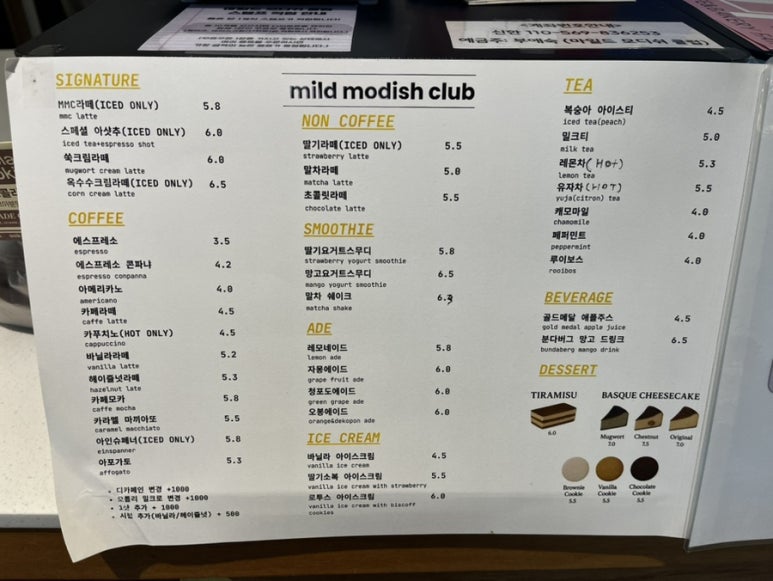 <계좌번호안내>
신한 110-569-836253
SIGNATURE
MMC라떼(ICED ONLY) 5.8
mmc latte
스페셜 아샷추(ICED ONLY) 6.0
iced tea+espresso shot
쑥크림라떼 6.0
mugwort cream latte
옥수수크림라떼(ICED ONLY) 6.5
corn cream latte
COFFEE
에스프레소 3.5
espresso
에스프레소 콘파냐 4.2
espresso conpanna
아메리카노 4.0
americano
카페라떼 4.5
caffe latte
카푸치노(HOT ONLY) 4.5
cappuccino
바닐라라떼 5.2
vanilla latte
헤이즐넛라떼 5.3
hazelnut late
카페모카 5.8
caffe mocha
카라멜 마끼아또 5.5
caramel macchiato
아인슈페너(ICED ONLY) 5.8
einspanner
아포가토 5.3
affogato
• 디카페인 변경 +1000
• 오틀리 밀크로 변경 +1000
• 1샷 추가 + 1000
• 시럽 추가(바닐라/헤이즐넛) + 500
mild modish club
NON COFFEE
딸기라떼(ICED ONLY) 5.5
strawberry latte
말차라떼 5.0
matcha latte
초콜릿라떼 5.5
chocolate latte
SMOOTHIE
딸기요거트스무디 5.8
strawberry yogurt smoothie
망고요거트스무디 6.5
mango yogurt smoothie
말차 쉐이크
matcha shake
ADE
레모네이드 5.8
lemon ade
자몽에이드 6.0
grape fruit ade
청포도에이드 6.0
green grape ade
오봉에이드 6.0
orange&dekopon ade
ICE CREAM
바닐라 아이스크림 4.5
vanilla ice cream
딸기소복 아이스크림 5.5
vanilla ice cream with strawberry
로투스 아이스크림 6.0
vanilla ice cream with biscoff
cookies
TEA
복숭아 아이스티 4.5
iced tea(peach)
밀크티 5.0
milk tea
레몬차(HOT) 5.3
lemon tea
유자차(HOT) 5.5
yuja(citron) tea
캐모마일 4.0
chamomile
페퍼민트 4.0
peppermint
루이보스 4.0
rooibos
BEVERAGE
골드메달 애플주스 4.5
gold medal apple juice
분다버그 망고 드링크 6.5
bundaberg mango drink
DESSERT
TIRAMISU
6.0
BASQUE CHEESECAKE
Mugwort
7.0
Chestnut
7.5
Original
7.0
Brownie
Cookie
5.5
Vanilla
Cookie
5.5
Chocolate
Cookie
5.5